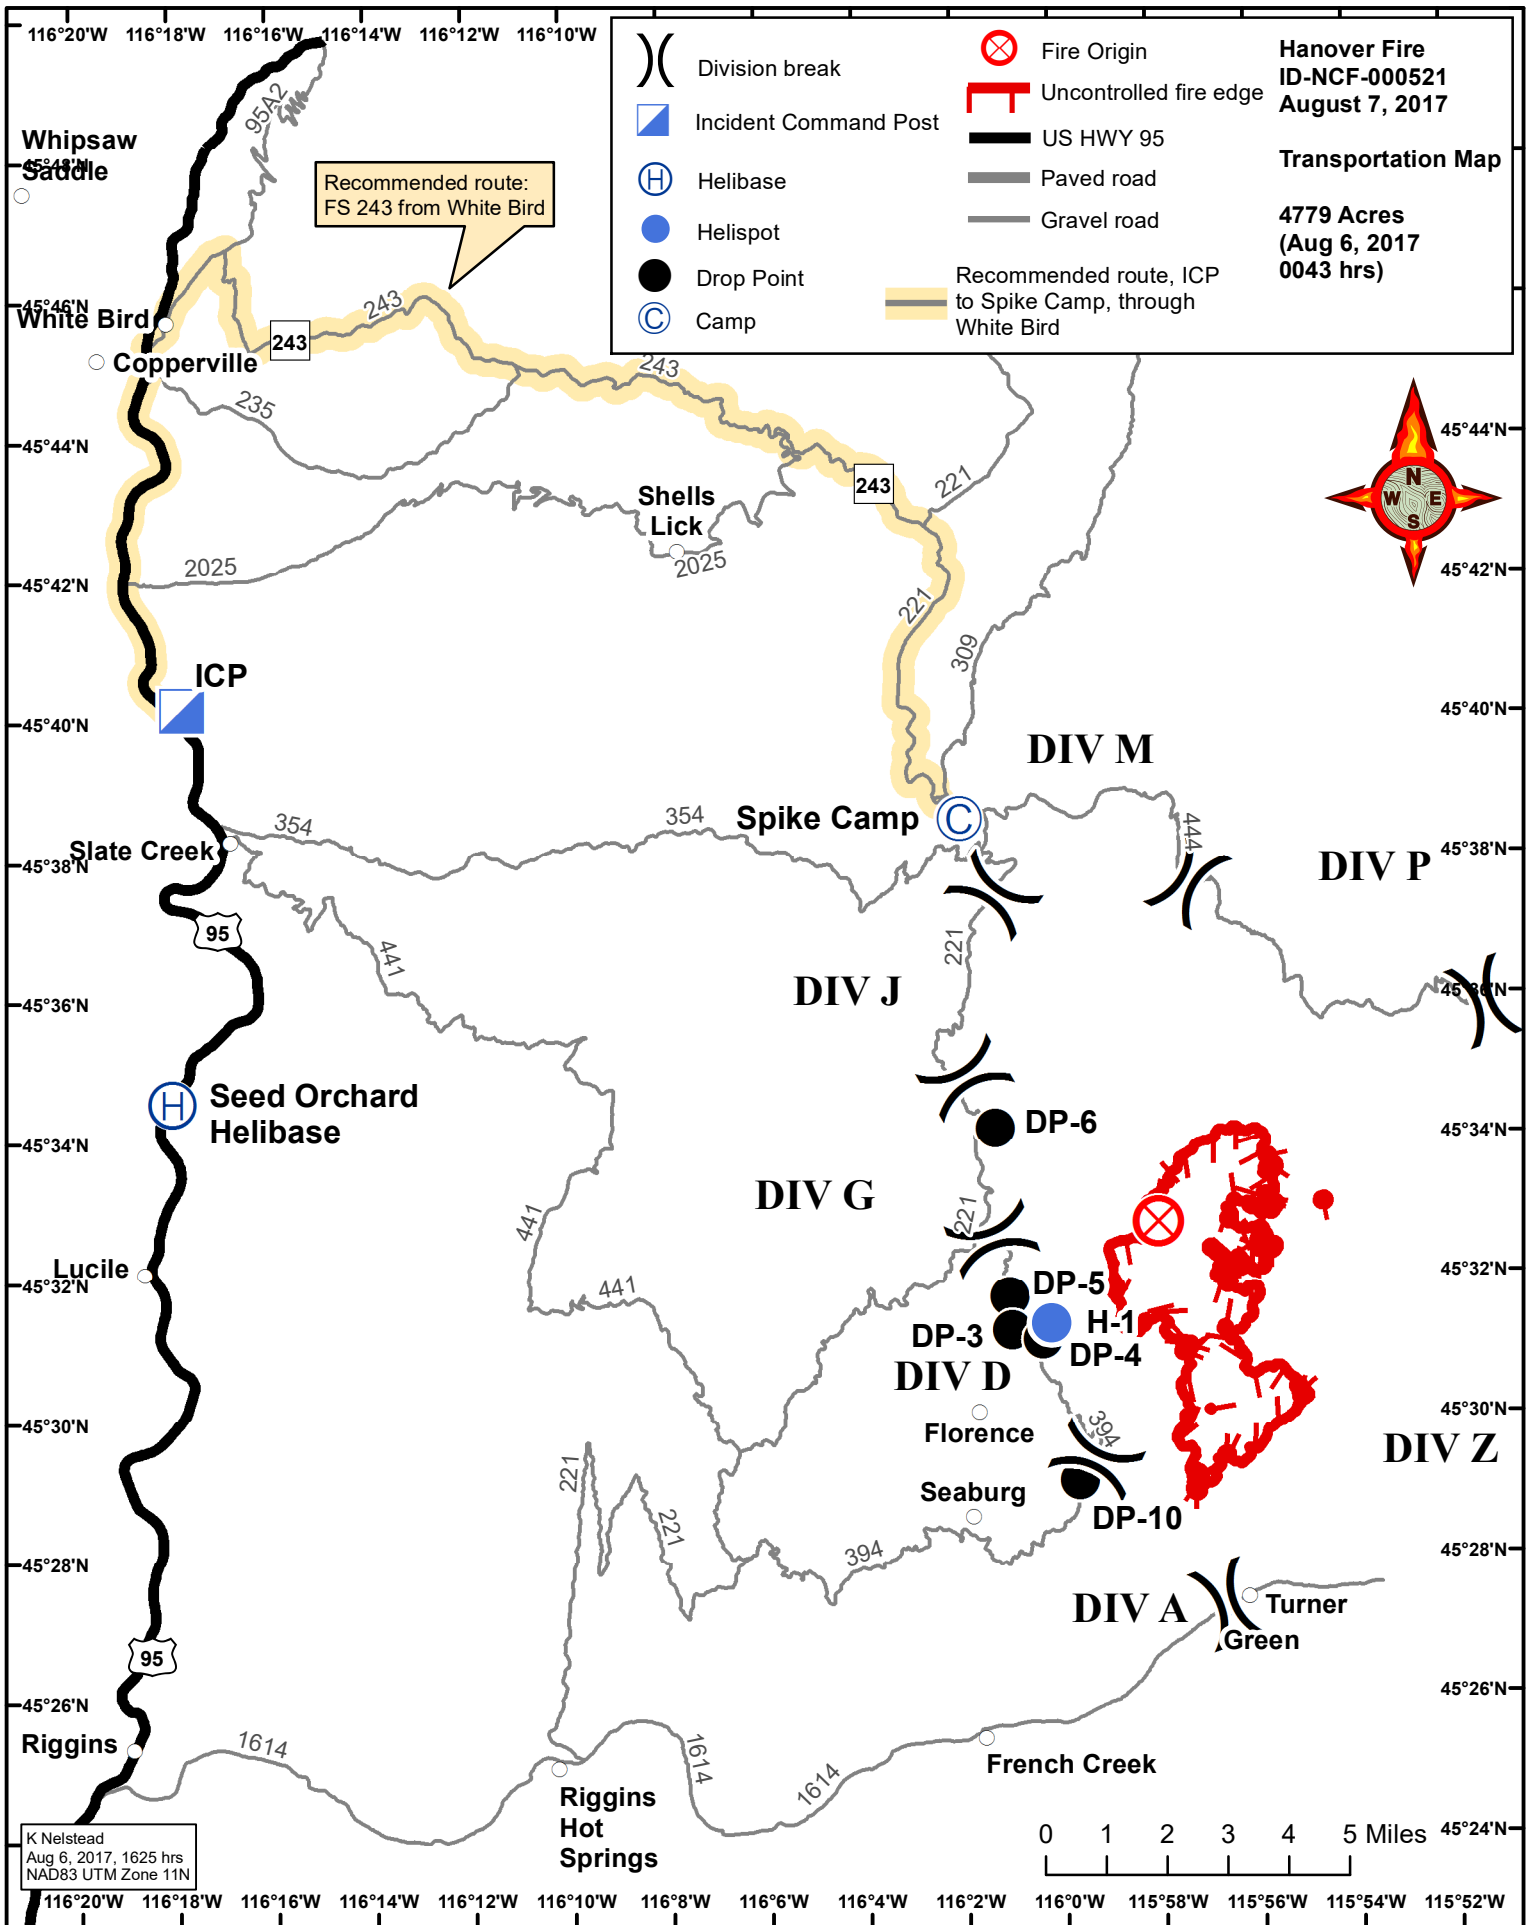 116°20'W 116°18'W 116°16'W 116°14'W 116°12'W 116°10'W
Division break
Incident Command Post
Helibase
Helispot
Drop Point
Camp
Fire Origin
Uncontrolled fire edge
US HWY 95
Paved road
Gravel road
Recommended route, ICP
to Spike Camp, through
White Bird
Hanover Fire
ID-NCF-000521
August 7, 2017
Transportation Map
4779 Acres
(Aug 6, 2017
0043 hrs)
95A2
Whipsaw
Saddle
45°48'N
Recommended route:
FS 243 from White Bird
45°46'N
White Bird
243
243
Copperville
243
235
45°44'N
45°44'N
N
W E
S
243
221
Shells
Lick
2025
2025
45°42'N
45°42'N
221
309
ICP
45°40'N
45°40'N
DIV M
Spike Camp
C
354
354
444
Slate Creek
45°38'N
45°38'N
DIV P
95
441
221
DIV J
45°36'N
45°36'N
H
Seed Orchard
Helibase
DP-6
45°34'N
45°34'N
DIV G
221
441
Lucile
45°32'N
45°32'N
441
DP-5
H-1
DP-3
DP-4
DIV D
45°30'N
45°30'N
Florence
394
DIV Z
221
221
Seaburg
DP-10
394
45°28'N
45°28'N
DIV A
Turner
Green
95
45°26'N
45°26'N
Riggins
1614
1614
1614
French Creek
Riggins
Hot
Springs
K Nelstead
Aug 6, 2017, 1625 hrs
NAD83 UTM Zone 11N
0 1 2 3 4 5 Miles
45°24'N
116°20'W 116°18'W 116°16'W 116°14'W 116°12'W 116°10'W 116°8'W 116°6'W 116°4'W 116°2'W 116°0'W 115°58'W 115°56'W 115°54'W 115°52'W